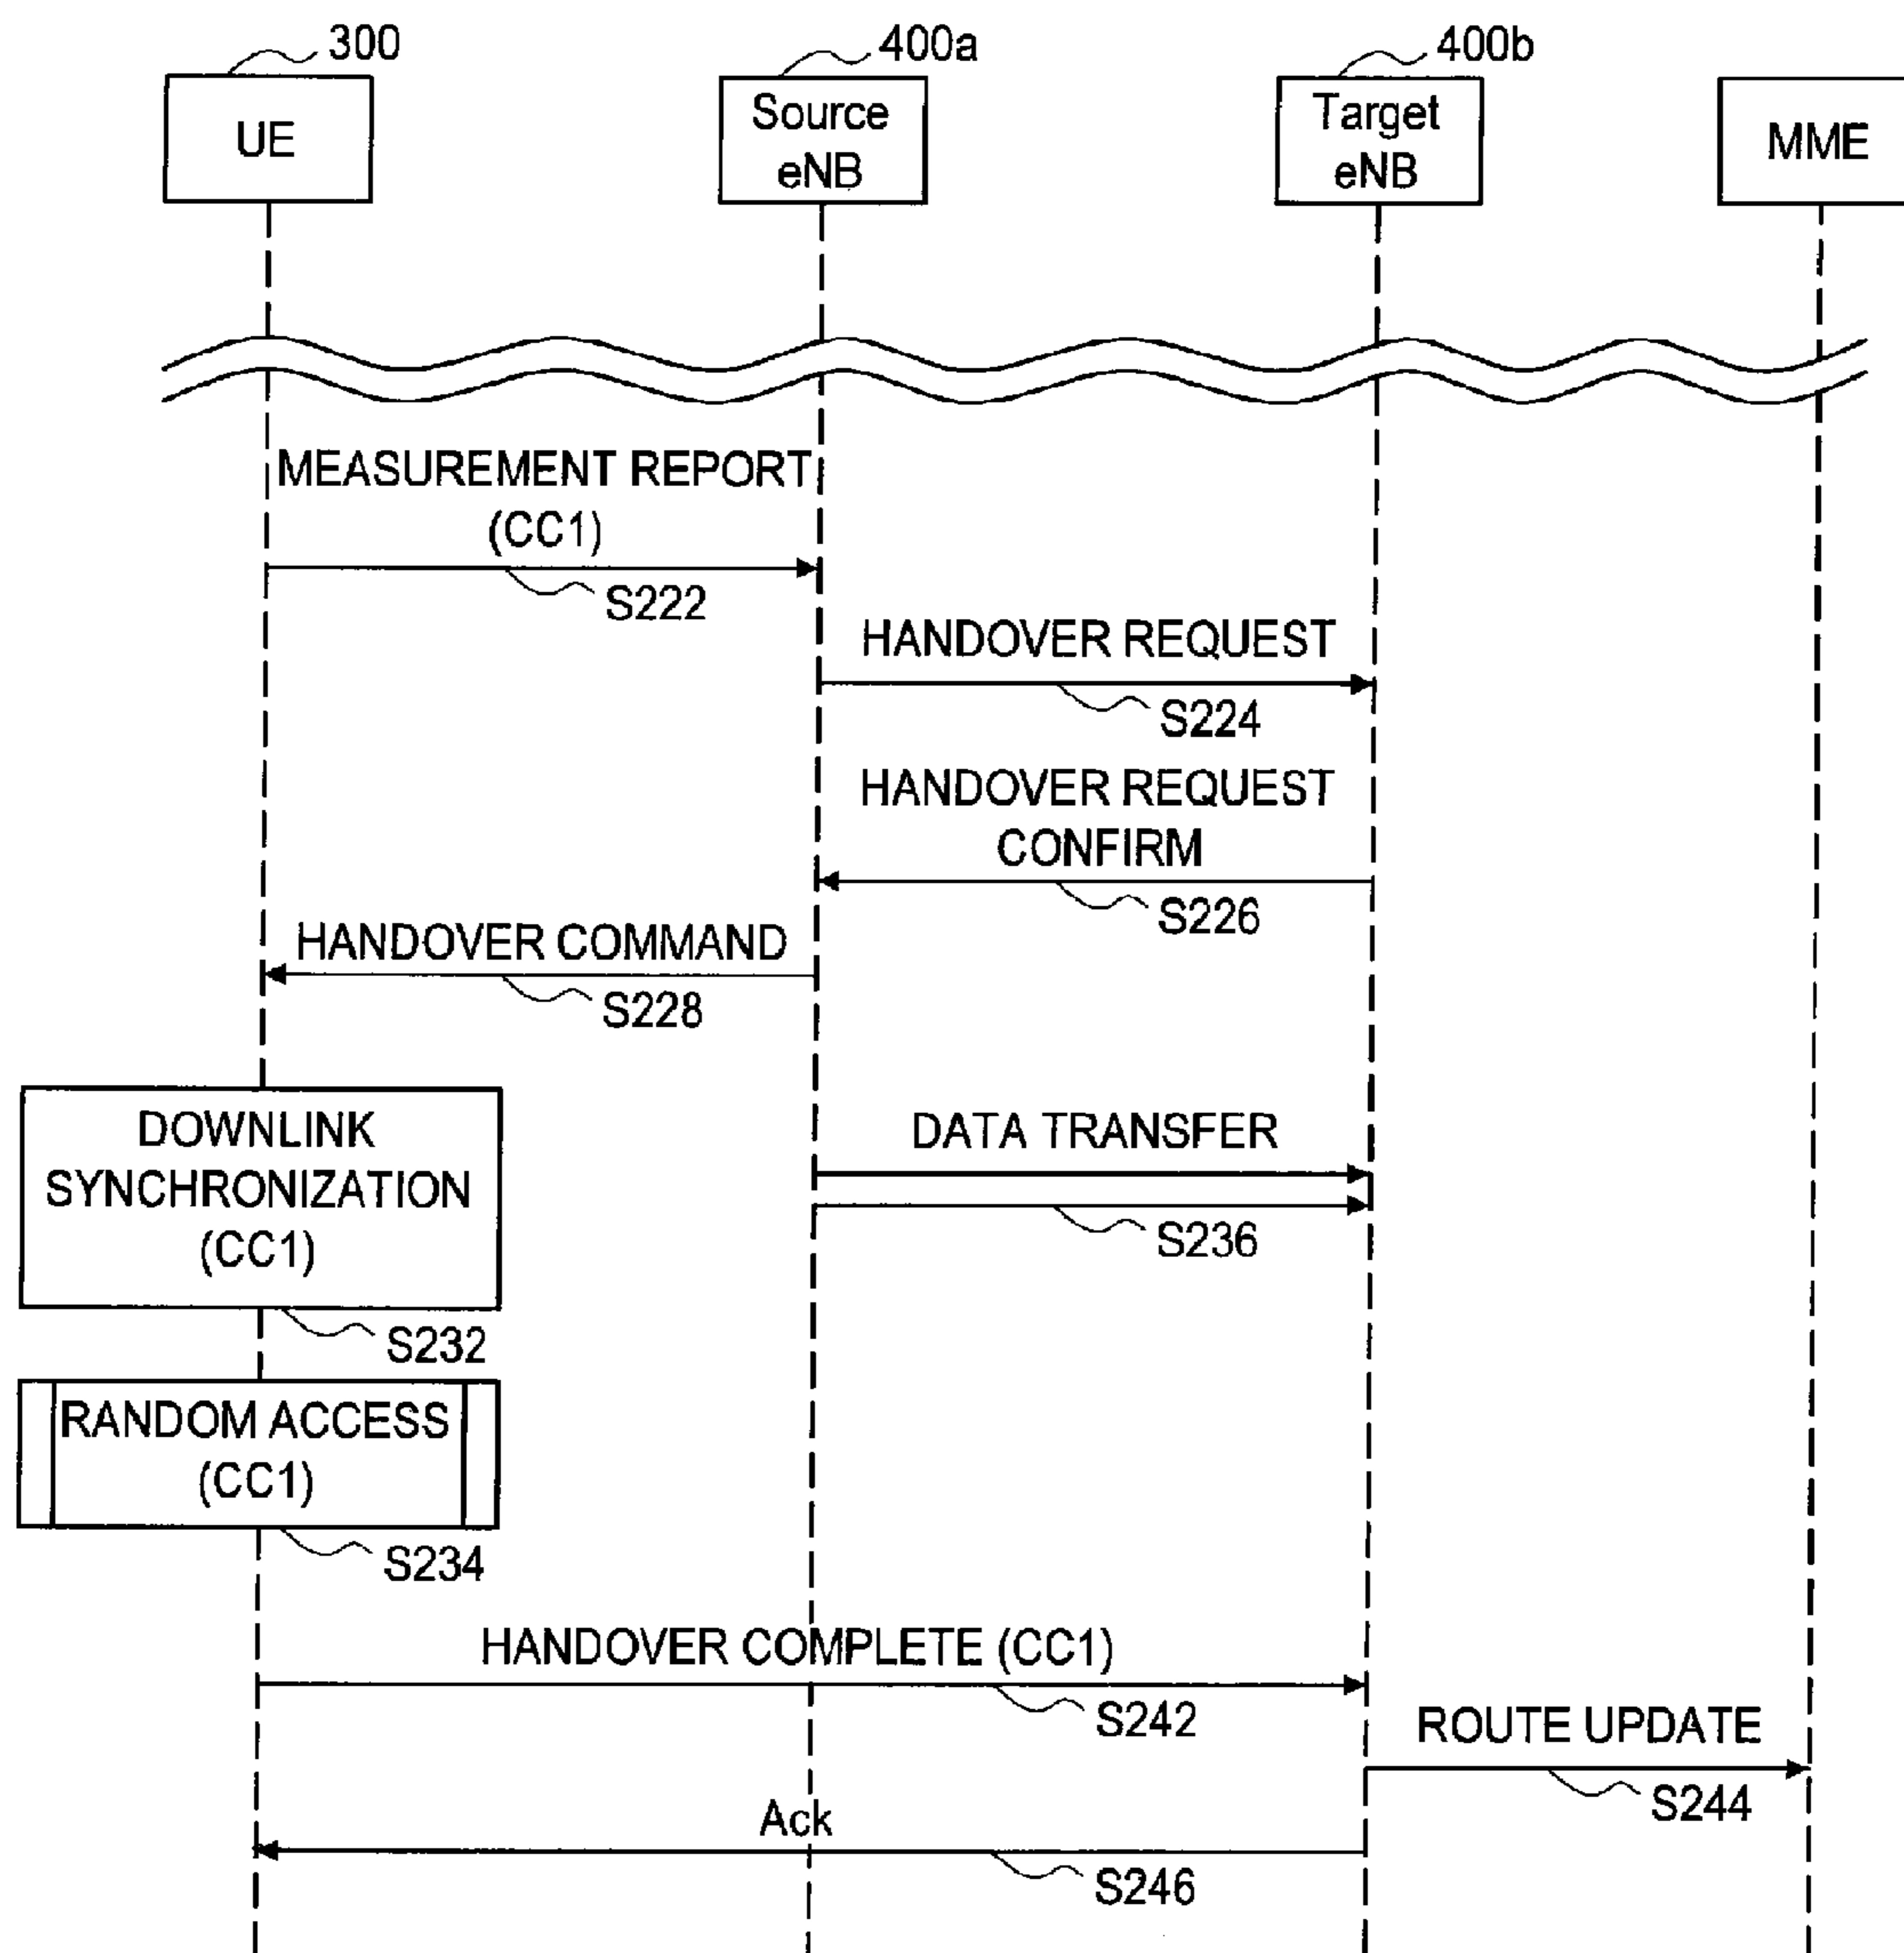 300
400a
400b
UE
Source
eNB
Target
eNB
MME
MEASUREMENT REPORT
(CC1)
S222
HANDOVER REQUEST
S224
HANDOVER REQUEST
CONFIRM
S226
HANDOVER COMMAND
S228
DOWNLINK
SYNCHRONIZATION
(CC1)
S232
DATA TRANSFER
S236
RANDOM ACCESS
(CC1)
S234
HANDOVER COMPLETE (CC1)
S242
ROUTE UPDATE
S244
Ack
S246